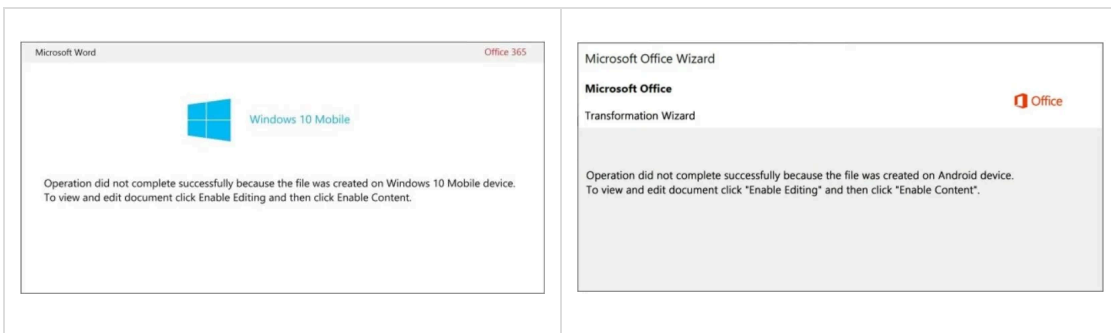 Microsoft Word
Office 365
Windows 10 Mobile
Operation did not complete successfully because the file was created on Windows 10 Mobile device.
To view and edit document click Enable Editing and then click Enable Content.
Microsoft Office Wizard
Microsoft Office
Office
Transformation Wizard
Operation did not complete successfully because the file was created on Android device.
To view and edit document click "Enable Editing" and then click "Enable Content".